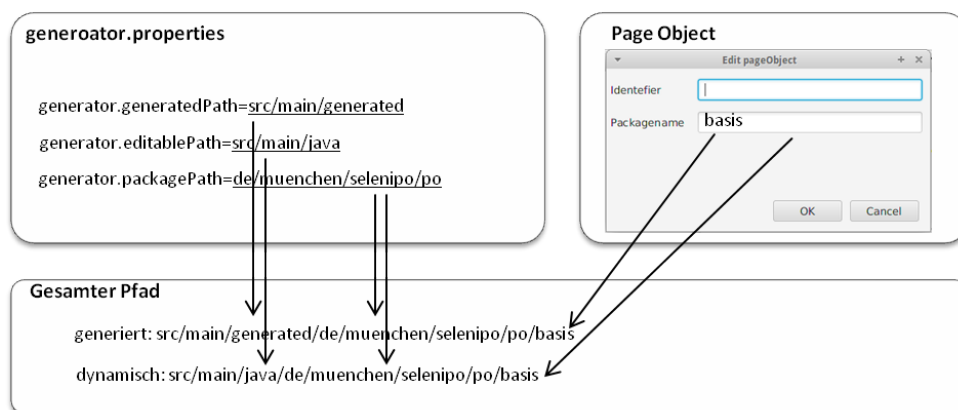 generoator.properties
generator.generatedPath=src/main/generated
generator.editablePath=src/main/java
generator.packagePath=de/muenchen/selenipo/po
Page Object
Edit pageObject
Identefier
Packagename basis
OK Cancel
Gesamter Pfad
generiert: src/main/generated/de/muenchen/selenipo/po/basis
dynamisch: src/main/java/de/muenchen/selenipo/po/basis